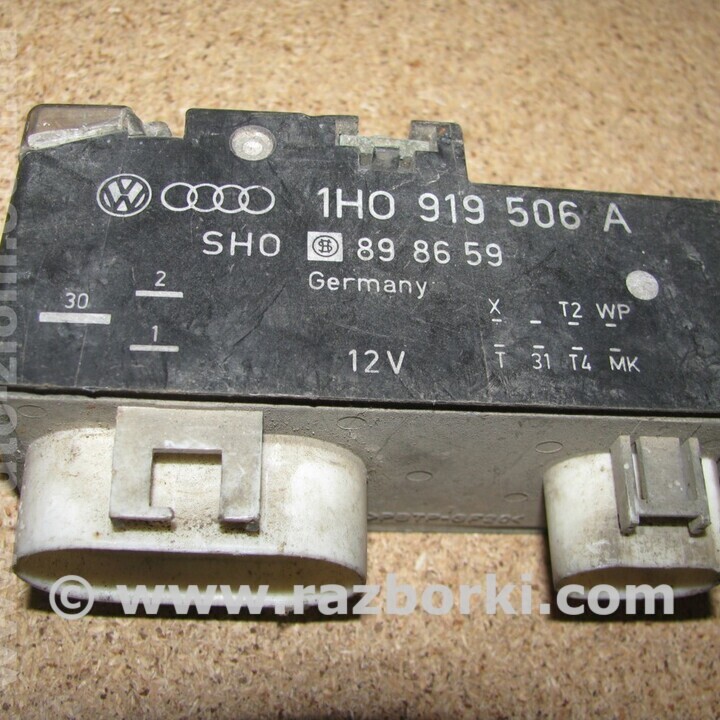 1H0 919 506 A
SHO 89 86 59
Germany
2
30
1
12V
X T2 WP
T 31 T4 MK
© www.razborki.com